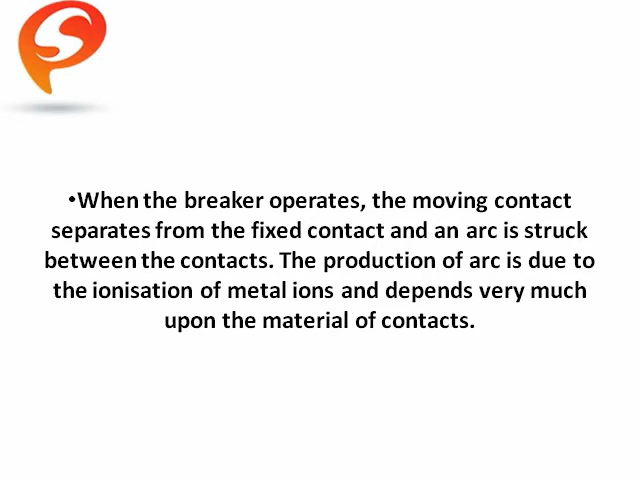 •When the breaker operates, the moving contact
separates from the fixed contact and an arc is struck
between the contacts. The production of arc is due to
the ionisation of metal ions and depends very much
upon the material of contacts.